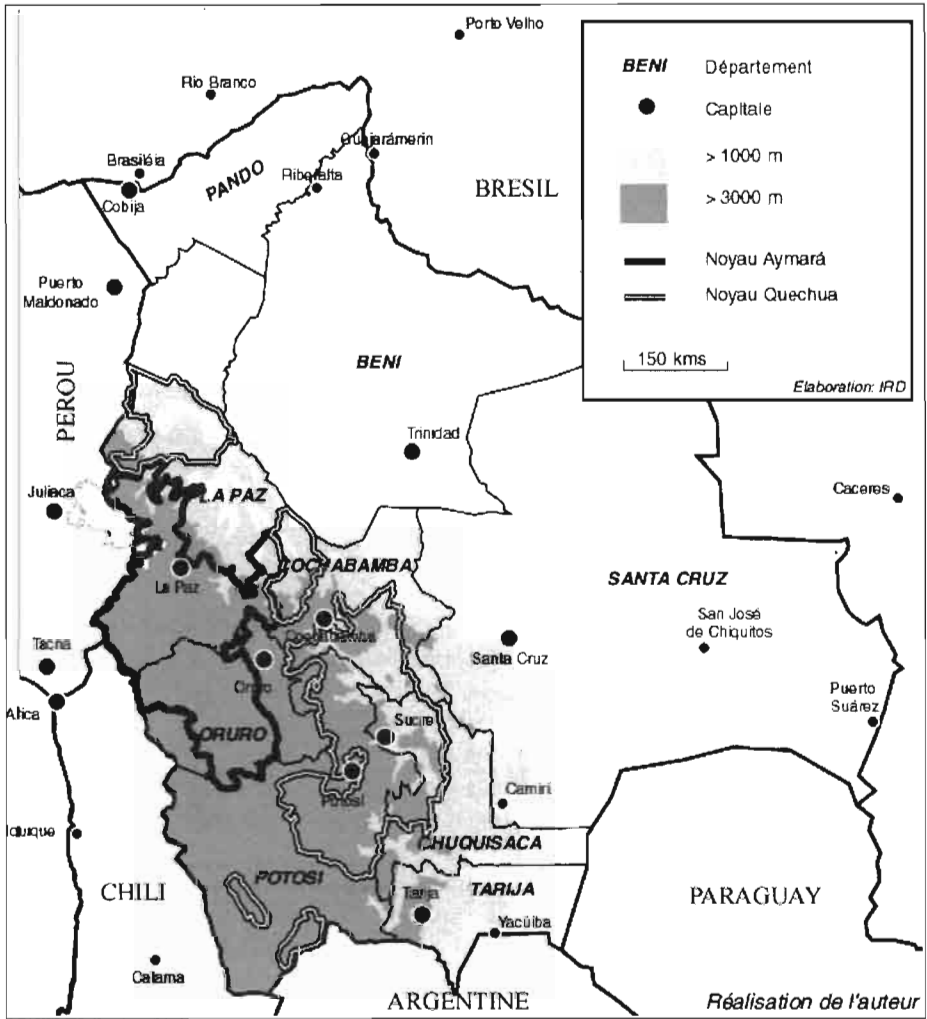 Porto Velho
Rio Branco
Guajarámerin
Brasiléia
PANDO
Riberalta
BRESIL
Cobija
Puerto
Maldonado
BENI
PEROU
Trinidad
Juliaca
LA PAZ
Caceres
COCHABAMBA
La Paz
SANTA CRUZ
San José
de Chiquitos
Cochabamba
Tacna
Santa Cruz
Oruro
Puerto
Suárez
Arica
ORURO
Sucre
Potosi
Camiri
Iquique
CHUQUISACA
POTOSI
CHILI
TARIJA
Tarija
PARAGUAY
Yacúiba
Calama
ARGENTINE
BENI Département
Capitale
> 1000 m
> 3000 m
Noyau Aymará
Noyau Quechua
150 kms
Elaboration: IRD
Réalisation de l'auteur